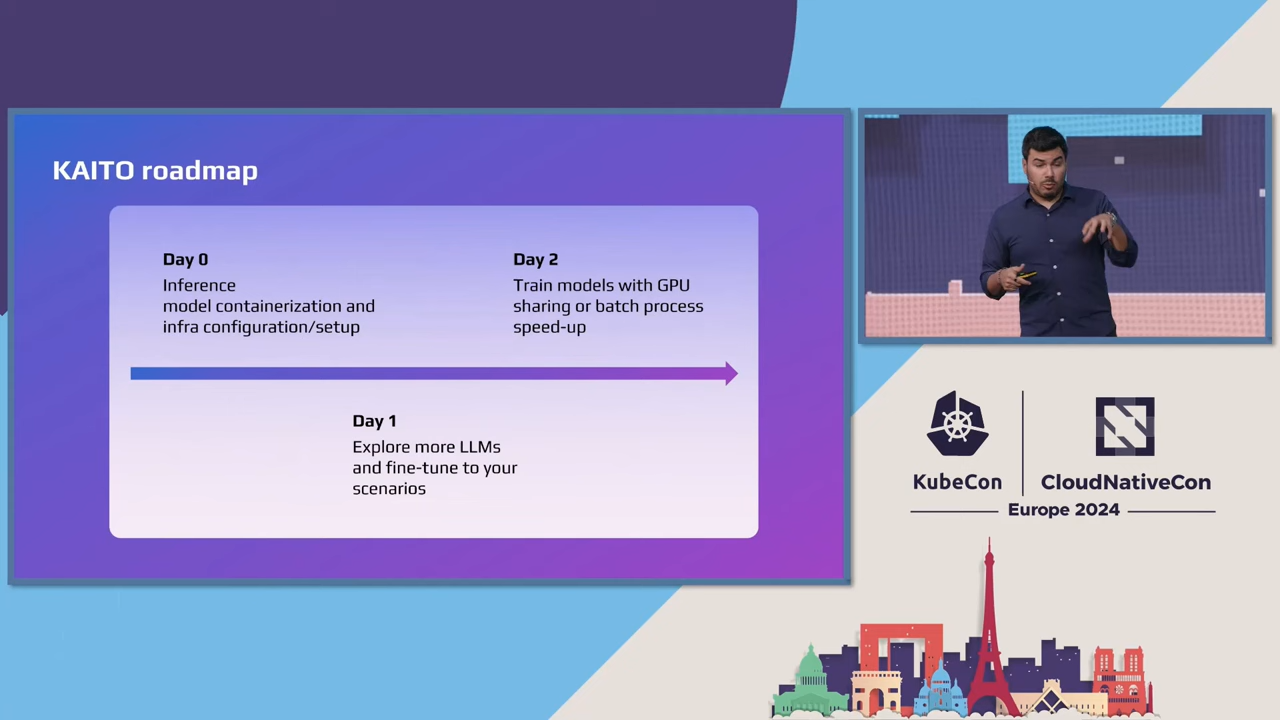 KAITO roadmap
Day 0
Inference
model containerization and
infra configuration/setup
Day 2
Train models with GPU
sharing or batch process
speed-up
Day 1
Explore more LLMs
and fine-tune to your
scenarios
KubeCon
CloudNativeCon
Europe 2024